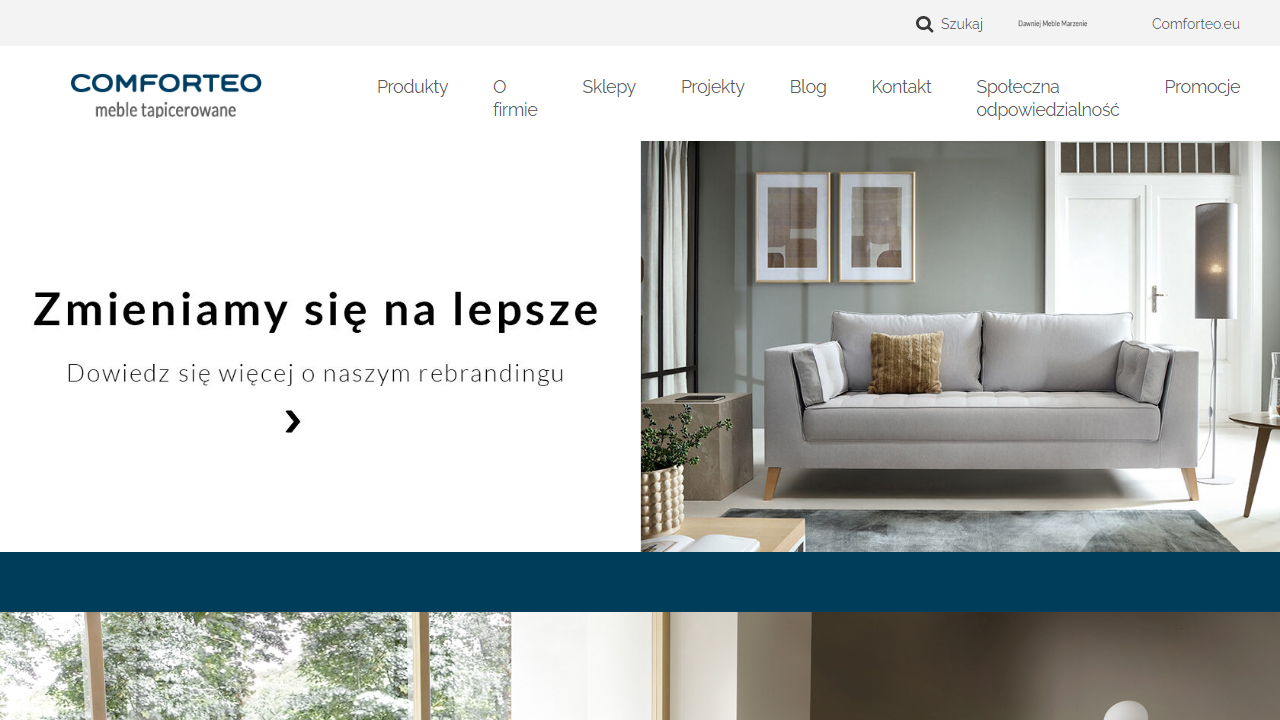 Szukaj
Dawniej Meble Marzenie
Comforteo.eu
COMFORTEO
meble tapicerowane
Produkty
O
firmie
Sklepy
Projekty
Blog
Kontakt
Społeczna
odpowiedzialność
Promocje
Zmieniamy się na lepsze
Dowiedz się więcej o naszym rebrandingu